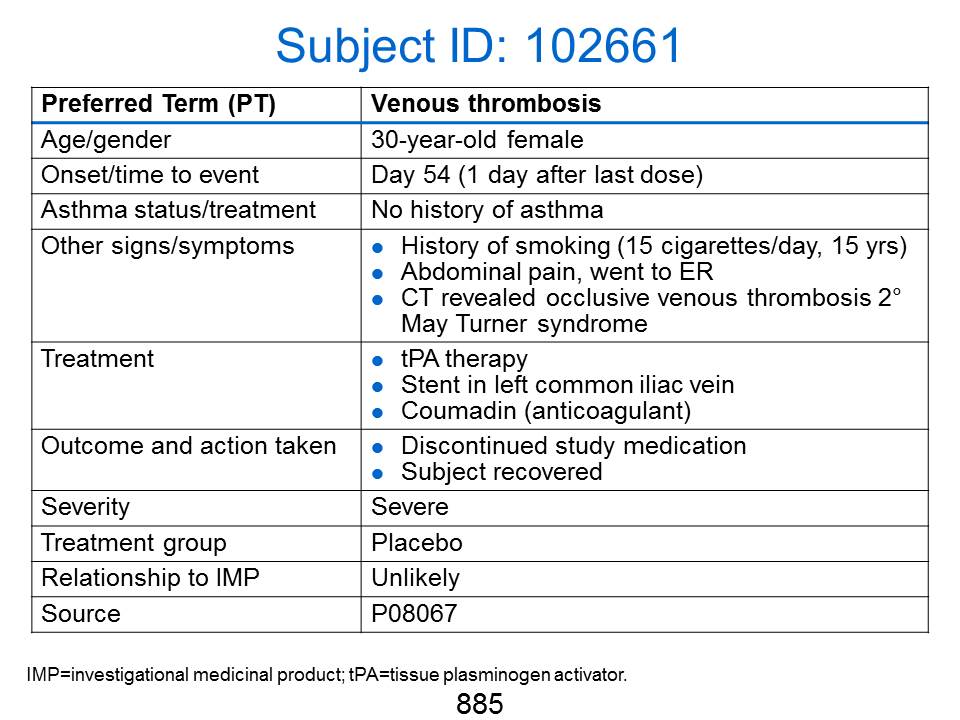 Subject ID: 102661
Preferred Term (PT) Venous thrombosis
Age/gender 30-year-old female
Onset/time to event Day 54 (1 day after last dose)
Asthma status/treatment No history of asthma
Other signs/symptoms ● History of smoking (15 cigarettes/day, 15 yrs)
● Abdominal pain, went to ER
● CT revealed occlusive venous thrombosis 2°
May Turner syndrome
Treatment ● tPA therapy
● Stent in left common iliac vein
● Coumadin (anticoagulant)
Outcome and action taken ● Discontinued study medication
● Subject recovered
Severity Severe
Treatment group Placebo
Relationship to IMP Unlikely
Source P08067
IMP=investigational medicinal product; tPA=tissue plasminogen activator.
885